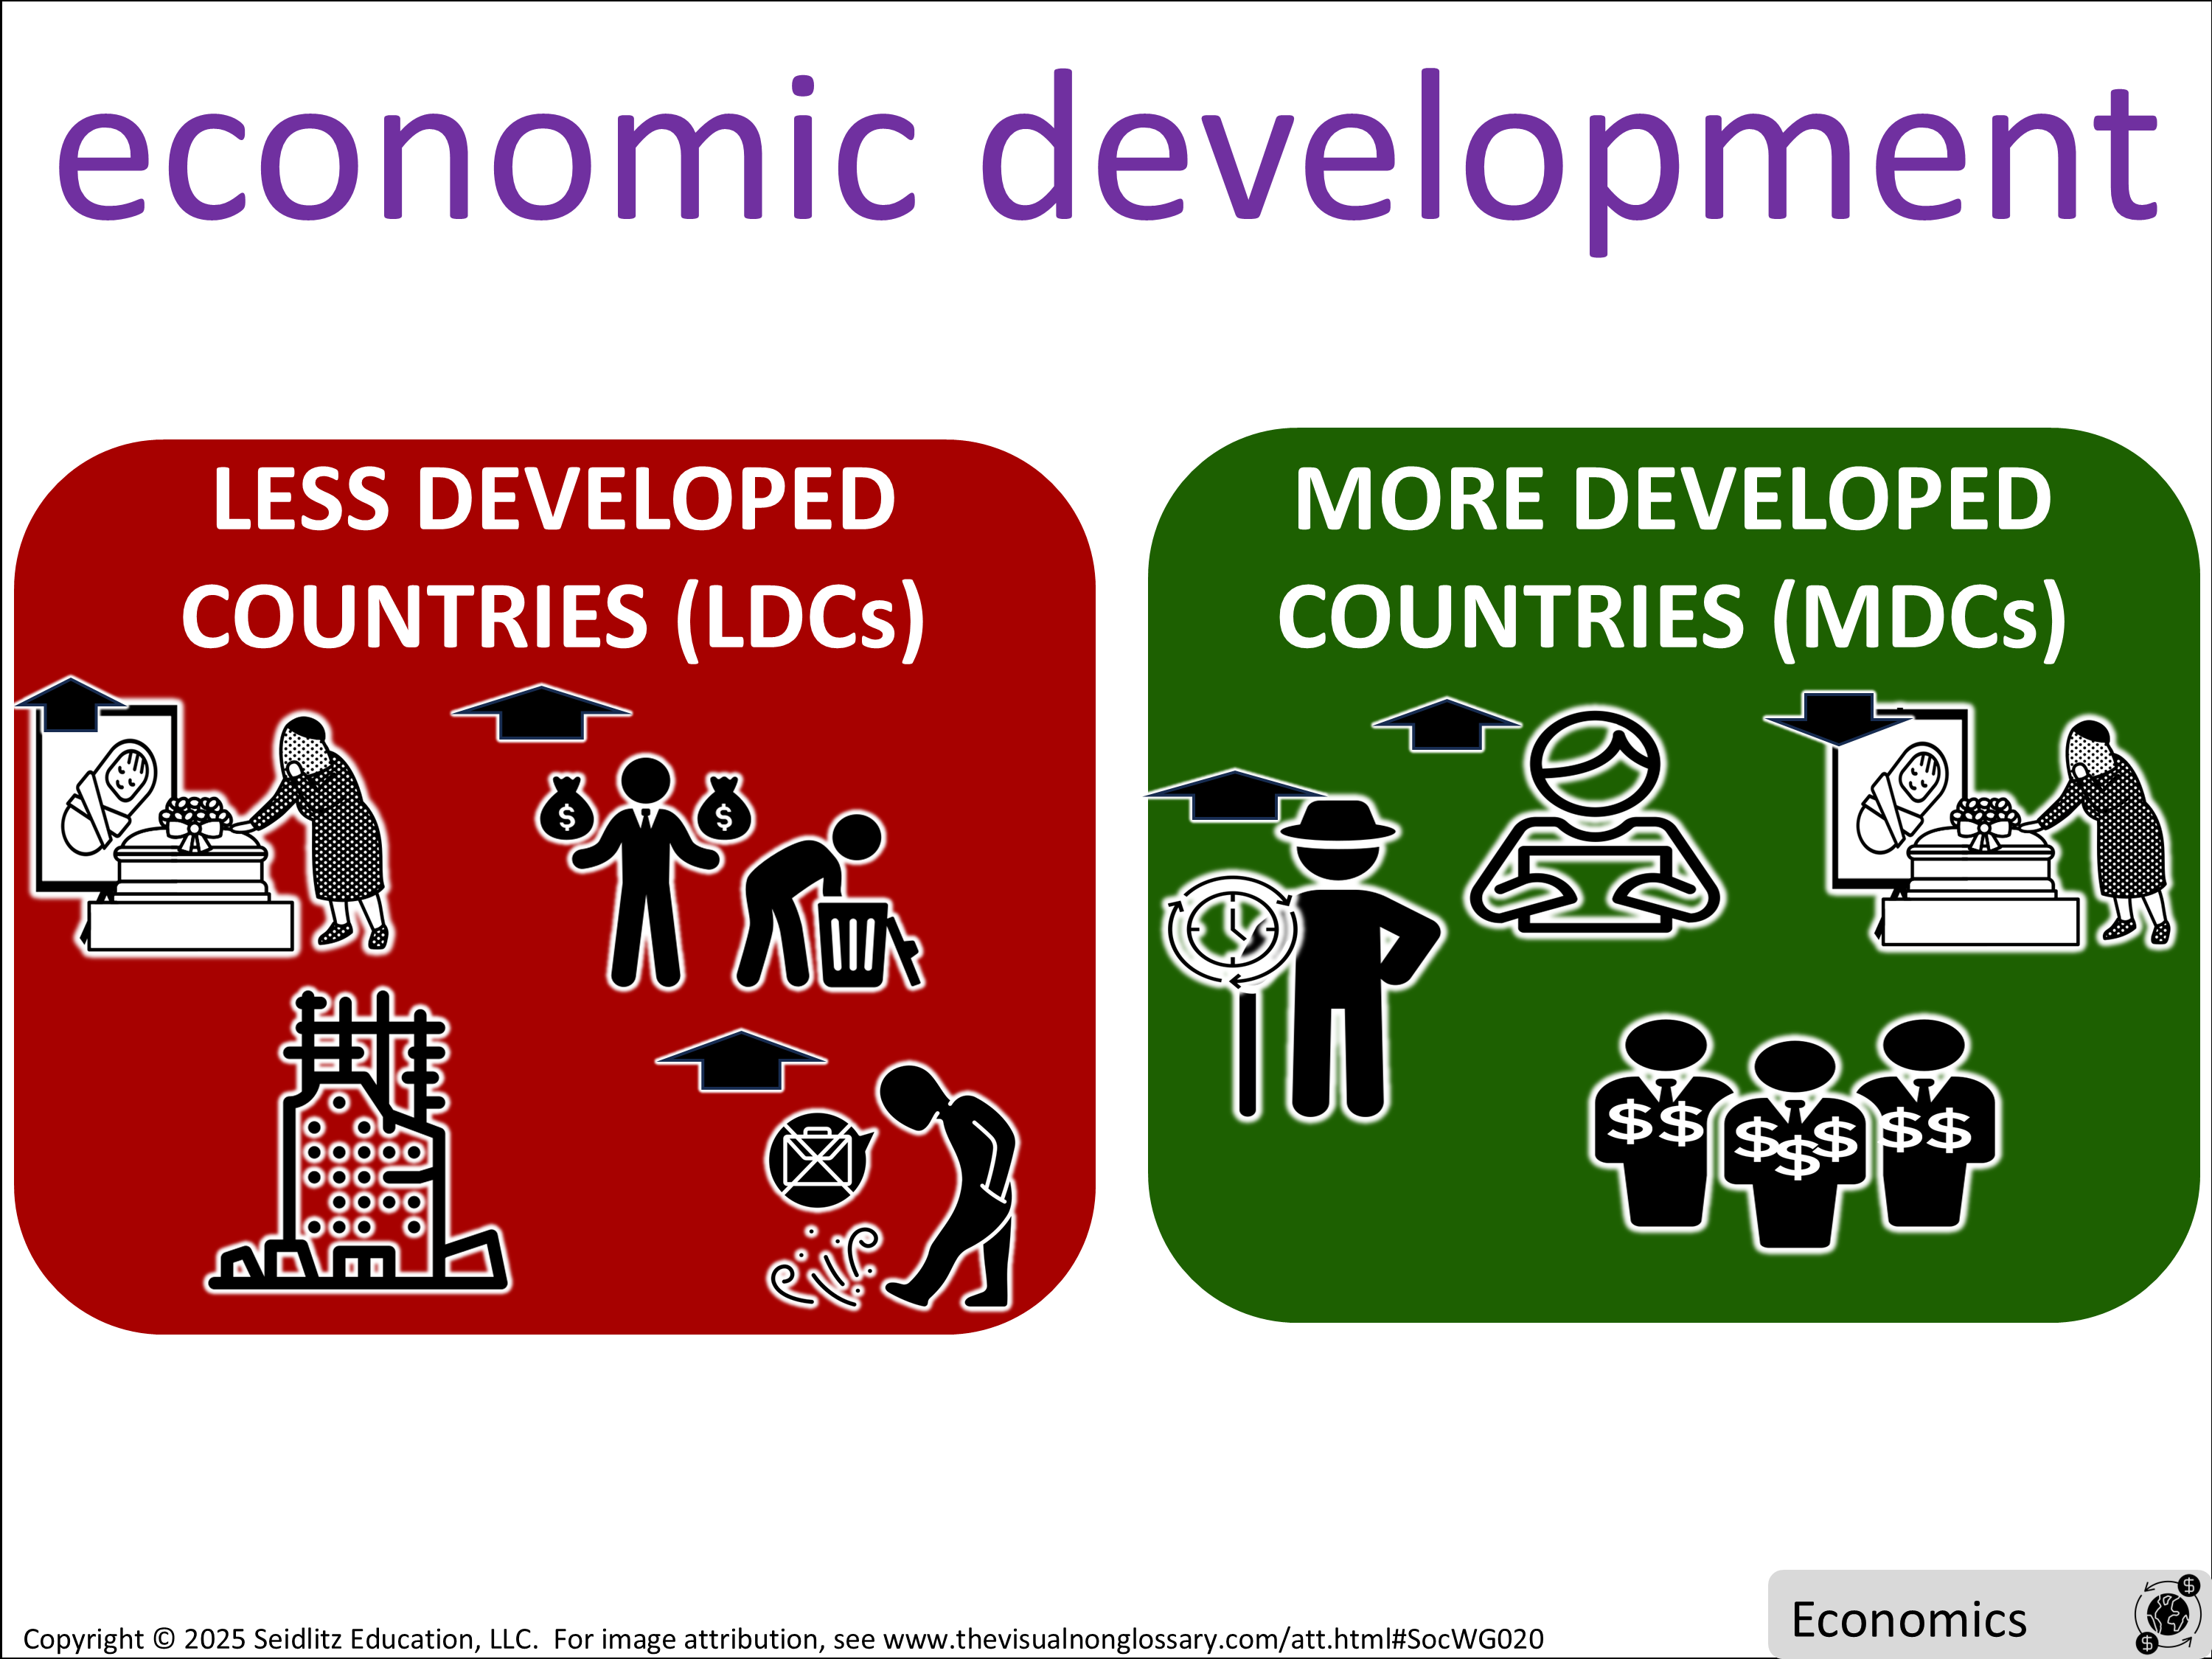 economic development
LESS DEVELOPED
COUNTRIES (LDCs)
MORE DEVELOPED
COUNTRIES (MDCs)
$ $
$$ $$$ $$
Economics
$
$
Copyright © 2025 Seidlitz Education, LLC. For image attribution, see www.thevisualnonglossary.com/att.html#SocWG020